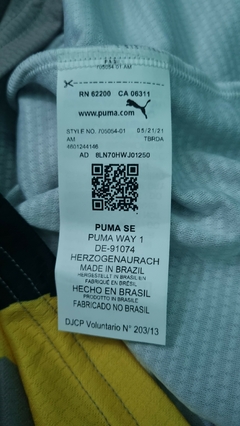 RN 62200 CA 06311
www.puma.com
STYLE NO. 705054-01 05/21/21
AM TBRDA
4601244146
AD 8LN70HWJ01250
PUMA SE
PUMA WAY 1
DE-91074
HERZOGENAURACH
MADE IN BRAZIL
HERGESTELLT IN BRASILIEN
FABRIQUÉ EN BRÉSIL
HECHO EN BRASIL
PRODOTTO IN BRASILE
FABRICADO NO BRASIL
DJCP Voluntario N° 203/13